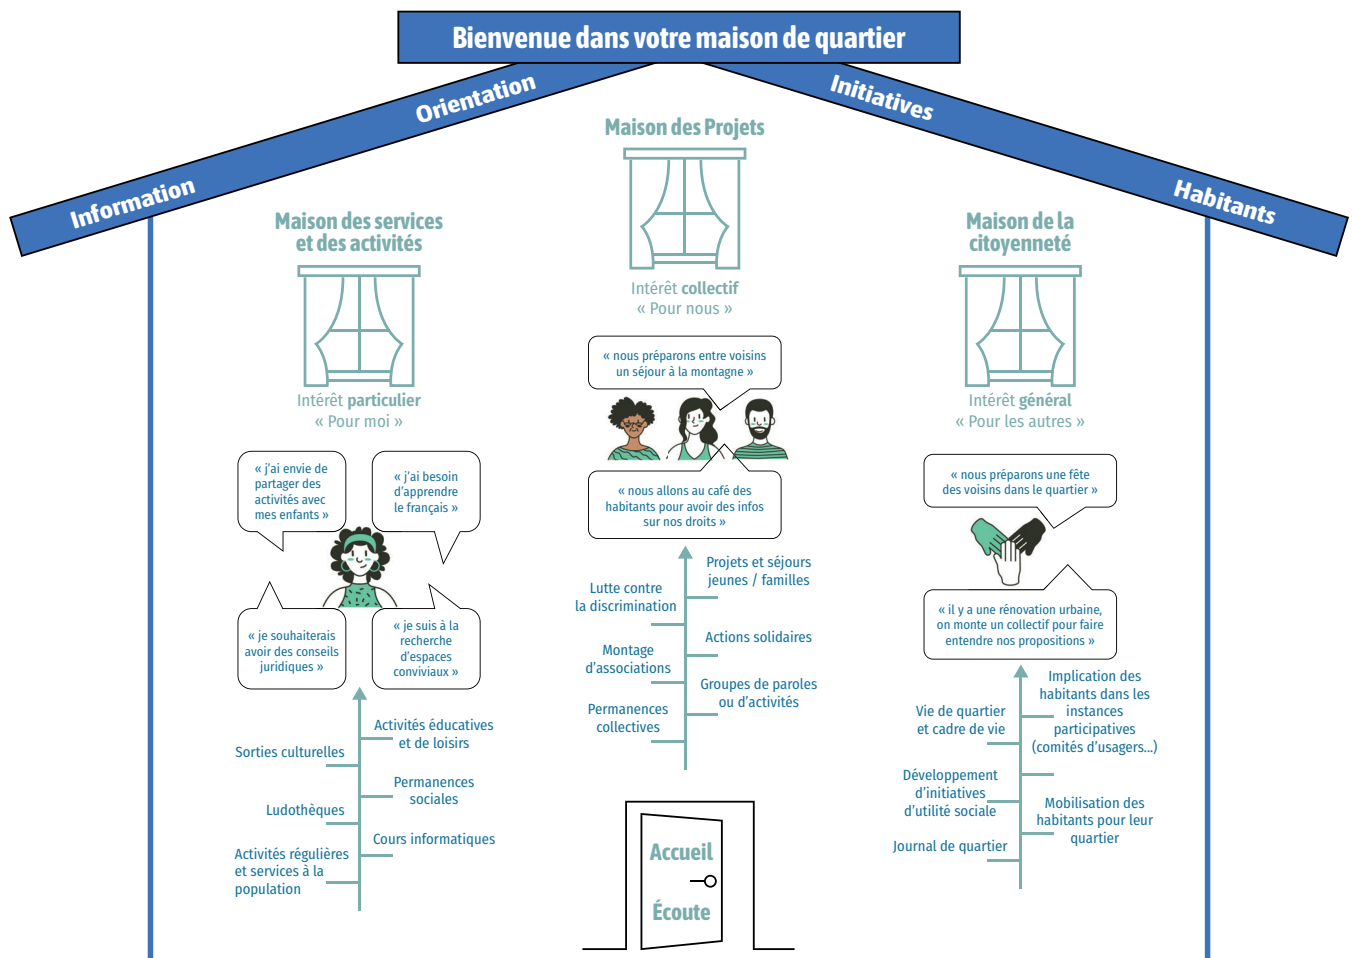 Bienvenue dans votre maison de quartier
Information
Orientation
Initiatives
Habitants
Maison des services
et des activités
Intérêt particulier
« Pour moi »
« j'ai envie de
partager des
activités avec
mes enfants »
« j'ai besoin
d'apprendre
le français »
« je souhaiterais
avoir des conseils
juridiques »
« je suis à la
recherche
d'espaces
conviviaux »
Activités éducatives
et de loisirs
Sorties culturelles
Permanences
sociales
Ludothèques
Cours informatiques
Activités régulières
et services à la
population
Maison des Projets
Intérêt collectif
« Pour nous »
« nous préparons entre voisins
un séjour à la montagne »
« nous allons au café des
habitants pour avoir des infos
sur nos droits »
Projets et séjours
jeunes / familles
Lutte contre
la discrimination
Actions solidaires
Montage
d'associations
Groupes de paroles
ou d'activités
Permanences
collectives
Accueil
Écoute
Maison de la
citoyenneté
Intérêt général
« Pour les autres »
« nous préparons une fête
des voisins dans le quartier »
« il y a une rénovation urbaine,
on monte un collectif pour faire
entendre nos propositions »
Implication des
habitants dans les
instances
participatives
(comités d'usagers...)
Vie de quartier
et cadre de vie
Développement
d'initiatives
d'utilité sociale
Mobilisation des
habitants pour leur
quartier
Journal de quartier